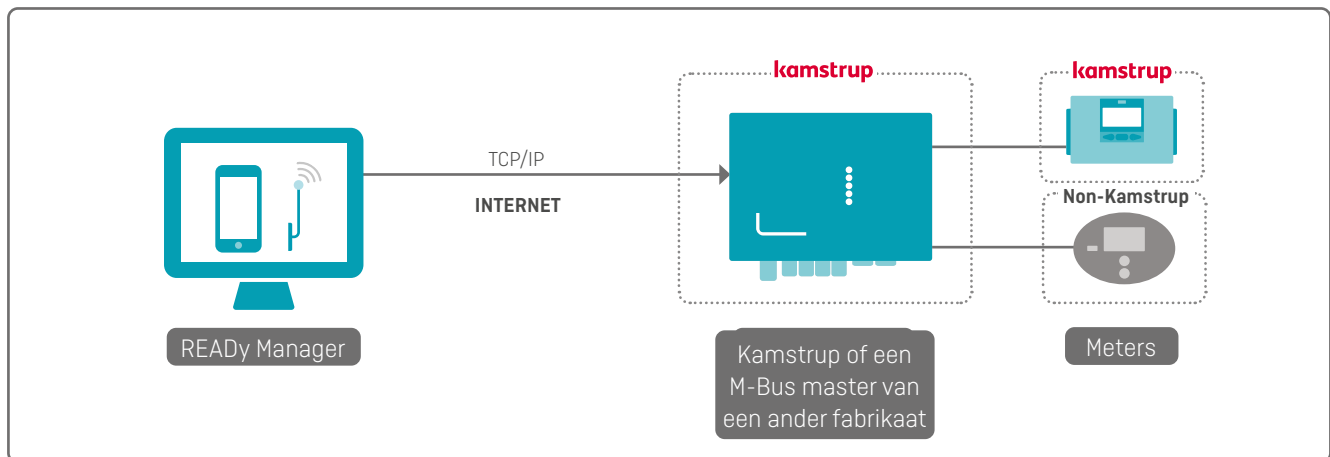 kamstrup
kamstrup
TCP/IP
INTERNET
Non-Kamstrup
READy Manager
Kamstrup of een
M-Bus master van
een ander fabrikaat
Meters